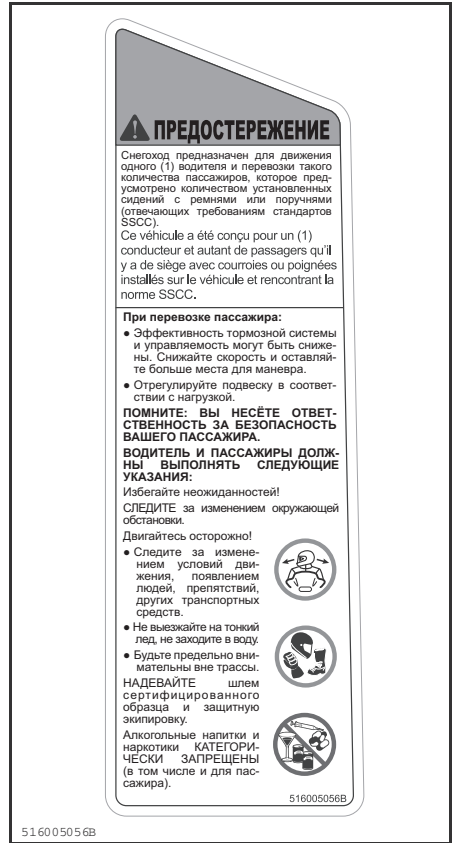 ПРЕДОСТЕРЕЖЕНИЕ
Снегоход предназначен для движения
одного (1) водителя и перевозки такого
количества пассажиров, которое пред-
усмотрено количеством установленных
сидений с ремнями или поручнями
(отвечающих требованиям стандартов
SSCC).
Ce véhicule a été conçu pour un (1)
conducteur et autant de passagers qu'il
y a de siège avec courroies ou poignées
installés sur le véhicule et rencontrant la
norme SSCC.
При перевозке пассажира:
● Эффективность тормозной системы
и управляемость могут быть сниже-
ны. Снижайте скорость и оставляй-
те больше места для маневра.
● Отрегулируйте подвеску в соответ-
ствии с нагрузкой.
ПОМНИТЕ: ВЫ НЕСЁТЕ ОТВЕТ-
СТВЕННОСТЬ ЗА БЕЗОПАСНОСТЬ
ВАШЕГО ПАССАЖИРА.
ВОДИТЕЛЬ И ПАССАЖИРЫ ДОЛЖ-
НЫ ВЫПОЛНЯТЬ СЛЕДУЮЩИЕ
УКАЗАНИЯ:
Избегайте неожиданностей!
СЛЕДИТЕ за изменением окружающей
обстановки.
Двигайтесь осторожно!
● Следите за измене-
нием условий дви-
жения, появлением
людей, препятствий,
других транспортных
средств.
● Не выезжайте на тонкий
лед, не заходите в воду.
● Будьте предельно вни-
мательны вне трассы.
НАДЕВАЙТЕ шлем
сертифицированного
образца и защитную
экипировку.
Алкогольные напитки и
наркотики КАТЕГОРИ-
ЧЕСКИ ЗАПРЕЩЕНЫ
(в том числе и для пас-
сажира).
516005056B
516005056B